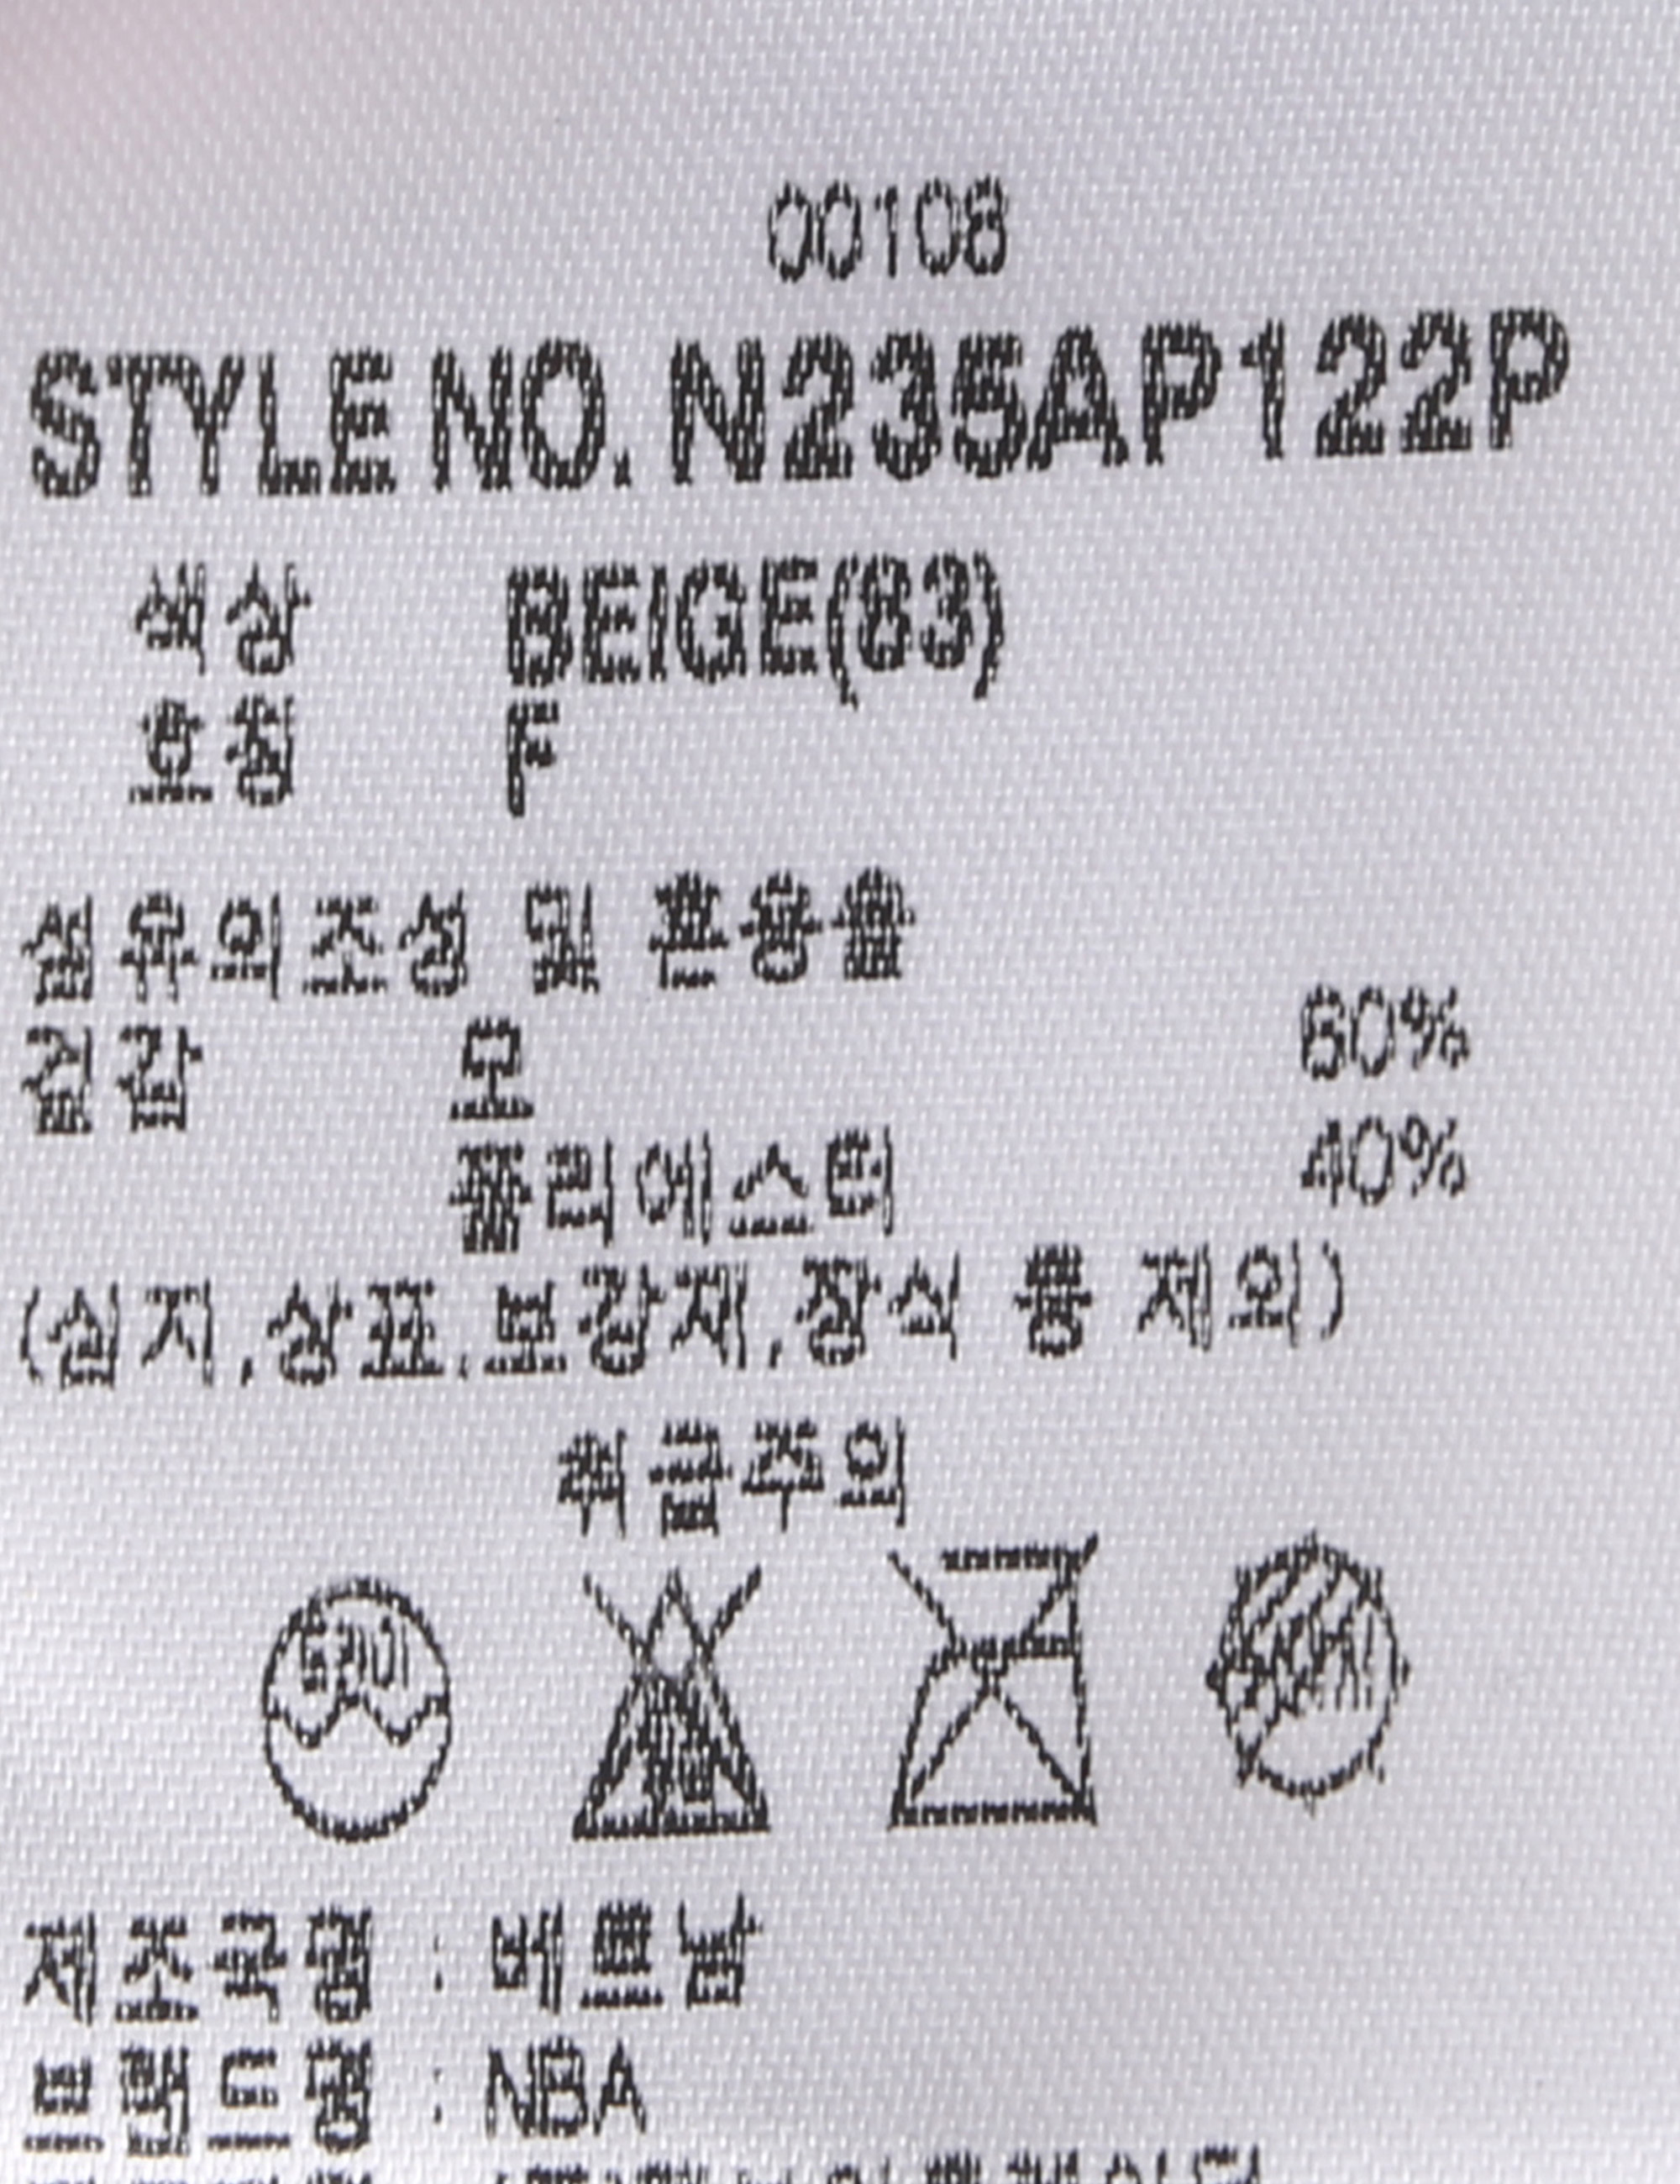 00108
STYLE NO. N235AP122P
색상 BEIGE(83)
호칭 F
섬유의조성 및 혼용율
겉감 모 60%
폴리에스터 40%
(심지,상표,보강재,장식 등 제외)
취급주의
드라이
제조국명 : 베트남
브랜드명 : NBA